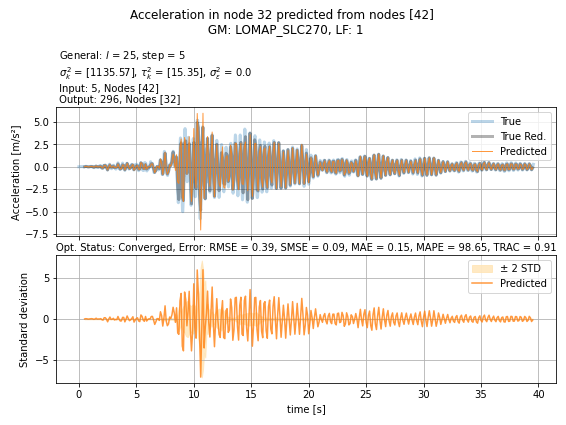 Acceleration in node 32 predicted from nodes [42]
GM: LOMAP_SLC270, LF: 1
General: l = 25, step = 5
σ²ₖ = [1135.57], τ²ₖ = [15.35], σ²ε = 0.0
Input: 5, Nodes [42]
Output: 296, Nodes [32]
True
True Red.
Predicted
Acceleration [m/s²]
5.0
2.5
0.0
−2.5
−5.0
−7.5
Opt. Status: Converged, Error: RMSE = 0.39, SMSE = 0.09, MAE = 0.15, MAPE = 98.65, TRAC = 0.91
± 2 STD
Predicted
Standard deviation
5
0
−5
0 5 10 15 20 25 30 35 40
time [s]